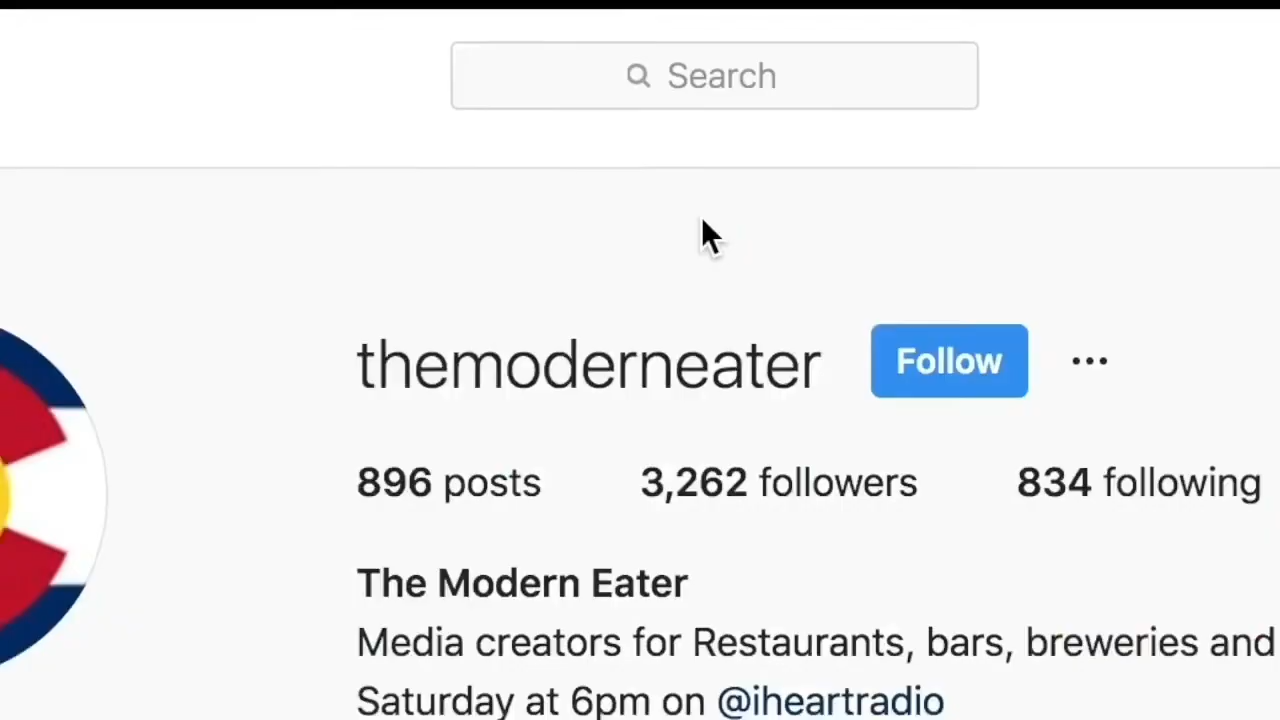 Search
themoderneater Follow
896 posts 3,262 followers 834 following
The Modern Eater
Media creators for Restaurants, bars, breweries and
Saturday at 6pm on @iheartradio